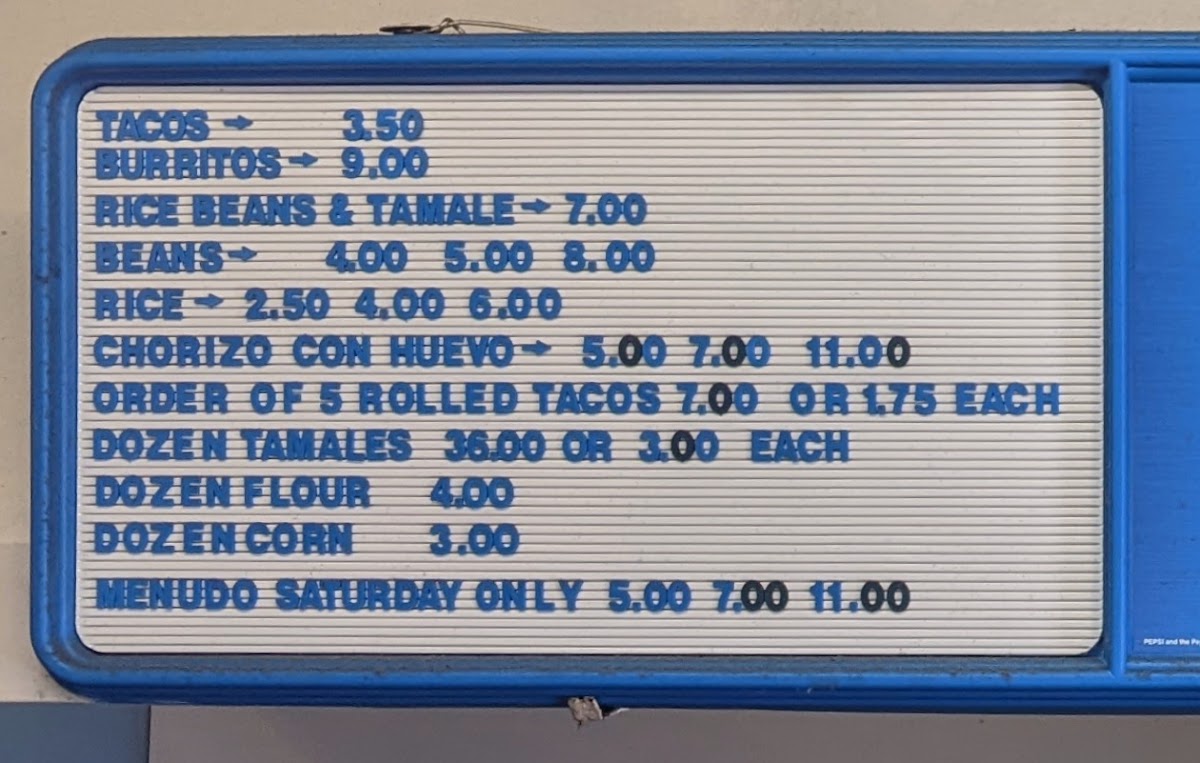 TACOS → 3.50
BURRITOS → 9.00
RICE BEANS & TAMALE → 7.00
BEANS → 4.00 5.00 8.00
RICE → 2.50 4.00 6.00
CHORIZO CON HUEVO → 5.00 7.00 11.00
ORDER OF 5 ROLLED TACOS 7.00 OR 1.75 EACH
DOZEN TAMALES 36.00 OR 3.00 EACH
DOZEN FLOUR 4.00
DOZEN CORN 3.00
MENUDO SATURDAY ONLY 5.00 7.00 11.00
PEPSI and the